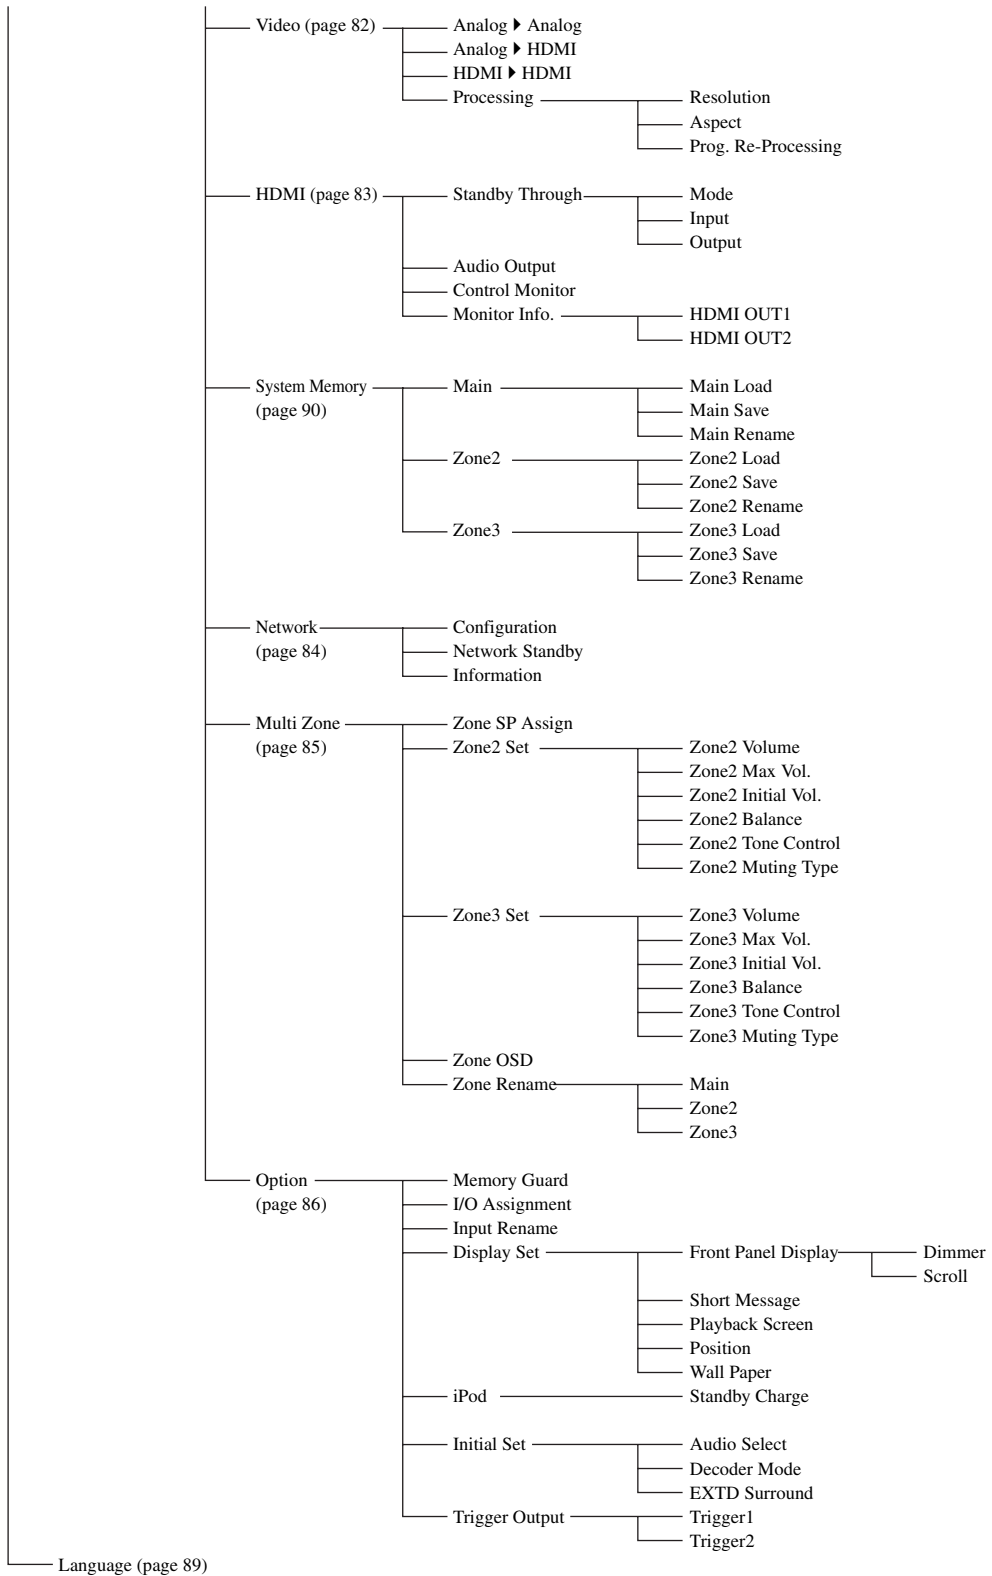 Video (page 82) Analog ▶ Analog
Analog ▶ HDMI
HDMI ▶ HDMI
Processing Resolution
Aspect
Prog. Re-Processing
HDMI (page 83) Standby Through Mode
Input
Output
Audio Output
Control Monitor
Monitor Info. HDMI OUT1
HDMI OUT2
System Memory Main Main Load
(page 90) Main Save
Main Rename
Zone2 Zone2 Load
Zone2 Save
Zone2 Rename
Zone3 Zone3 Load
Zone3 Save
Zone3 Rename
Network Configuration
(page 84) Network Standby
Information
Multi Zone Zone SP Assign
(page 85) Zone2 Set Zone2 Volume
Zone2 Max Vol.
Zone2 Initial Vol.
Zone2 Balance
Zone2 Tone Control
Zone2 Muting Type
Zone3 Set Zone3 Volume
Zone3 Max Vol.
Zone3 Initial Vol.
Zone3 Balance
Zone3 Tone Control
Zone3 Muting Type
Zone OSD
Zone Rename Main
Zone2
Zone3
Option Memory Guard
(page 86) I/O Assignment
Input Rename
Display Set Front Panel Display Dimmer
Scroll
Short Message
Playback Screen
Position
Wall Paper
iPod Standby Charge
Initial Set Audio Select
Decoder Mode
EXTD Surround
Trigger Output Trigger1
Trigger2
Language (page 89)